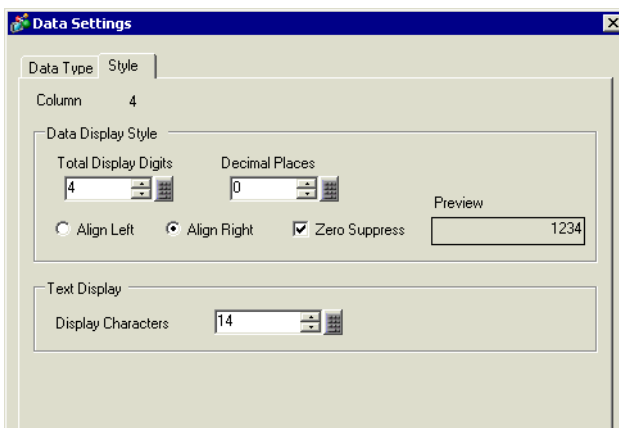 Data Settings
Data Type Style
Column 4
Data Display Style
Total Display Digits Decimal Places
4 0
Preview
Align Left Align Right Zero Suppress 1234
Text Display
Display Characters 14